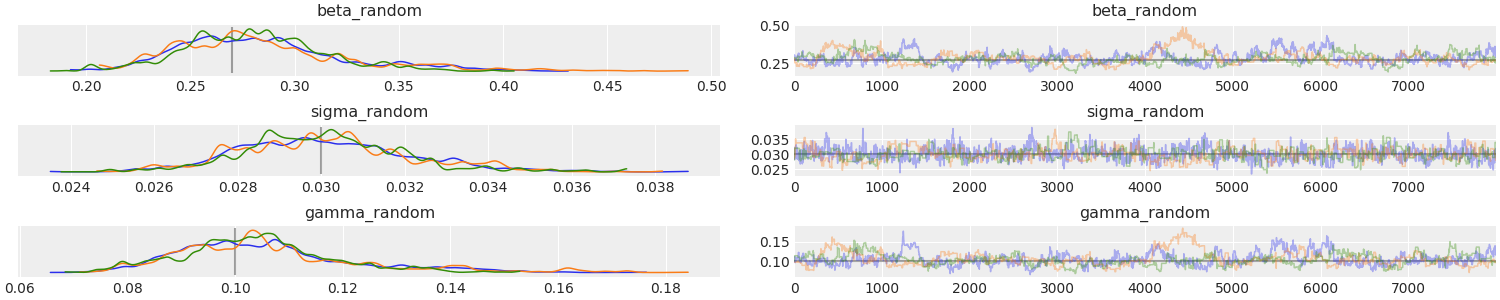 beta_random
0.20 0.25 0.30 0.35 0.40 0.45 0.50
beta_random
0.50
0.25
0 1000 2000 3000 4000 5000 6000 7000
sigma_random
0.024 0.026 0.028 0.030 0.032 0.034 0.036 0.038
sigma_random
0.035
0.030
0.025
0 1000 2000 3000 4000 5000 6000 7000
gamma_random
0.06 0.08 0.10 0.12 0.14 0.16 0.18
gamma_random
0.15
0.10
0 1000 2000 3000 4000 5000 6000 7000